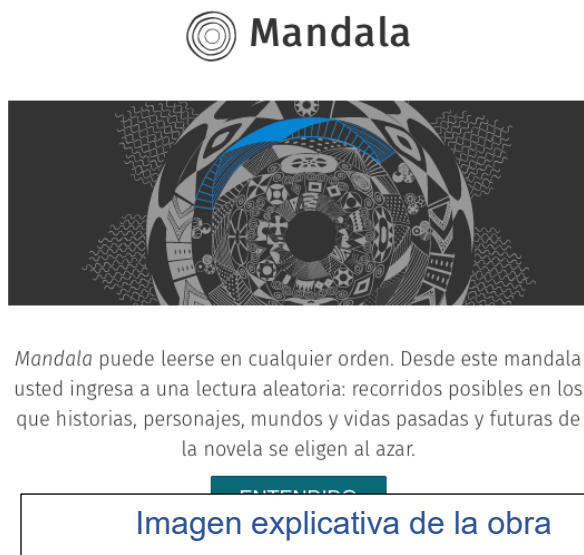 Mandala
Mandala puede leerse en cualquier orden. Desde este mandala
usted ingresa a una lectura aleatoria: recorridos posibles en los
que historias, personajes, mundos y vidas pasadas y futuras de
la novela se eligen al azar.
ENTENDIDO
Imagen explicativa de la obra